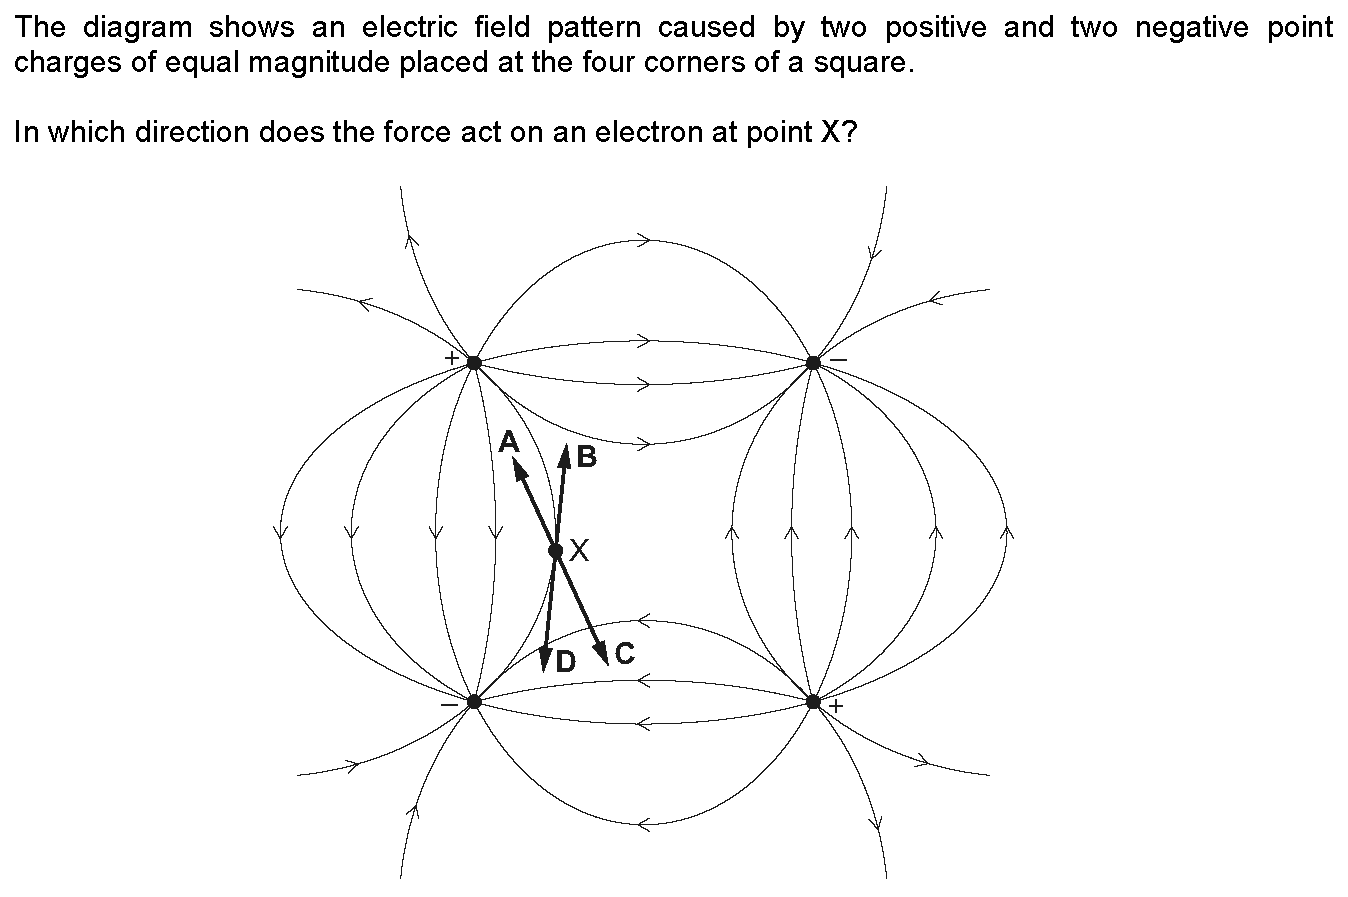 The diagram shows an electric field pattern caused by two positive and two negative point
charges of equal magnitude placed at the four corners of a square.
In which direction does the force act on an electron at point X?
+
−
A
B
X
D
C
−
+